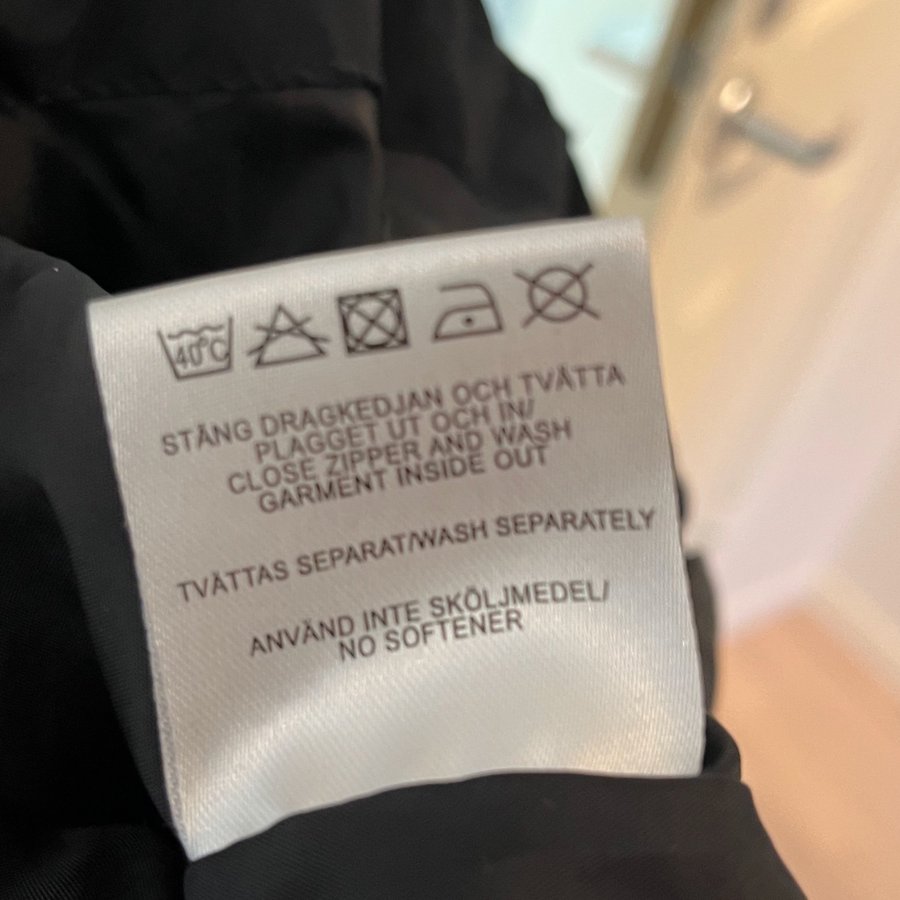 40°C
STÄNG DRAGKEDJAN OCH TVÄTTA
PLAGGET UT OCH IN/
CLOSE ZIPPER AND WASH
GARMENT INSIDE OUT
TVÄTTAS SEPARAT/WASH SEPARATELY
ANVÄND INTE SKÖLJMEDEL/
NO SOFTENER